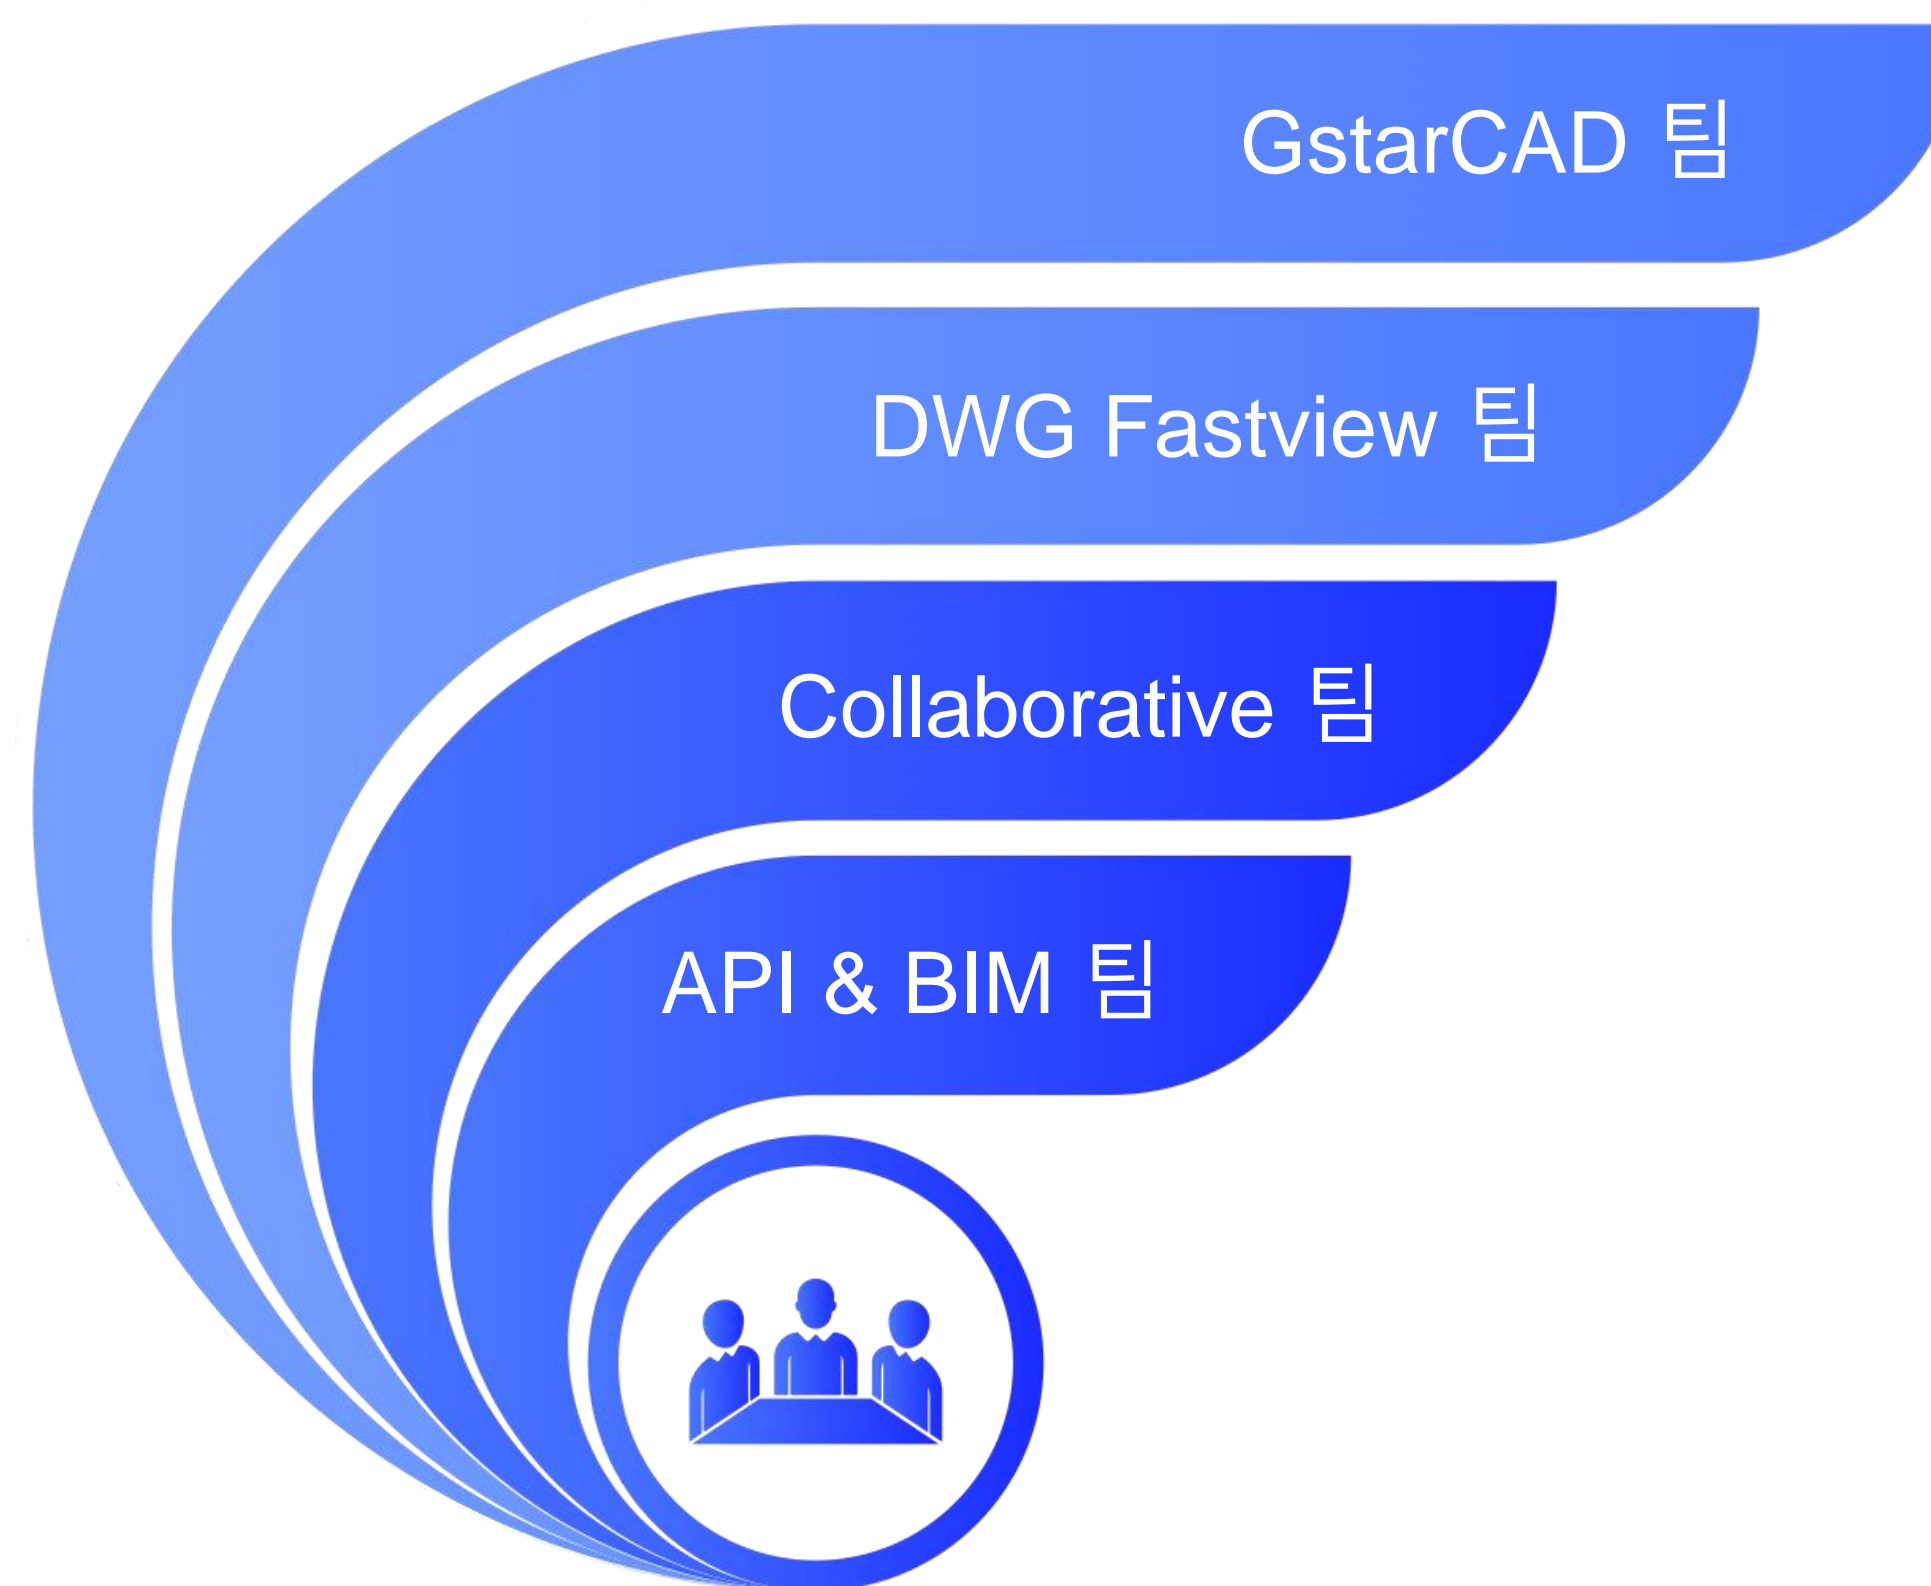 GstarCAD 팀
DWG Fastview 팀
Collaborative 팀
API & BIM 팀